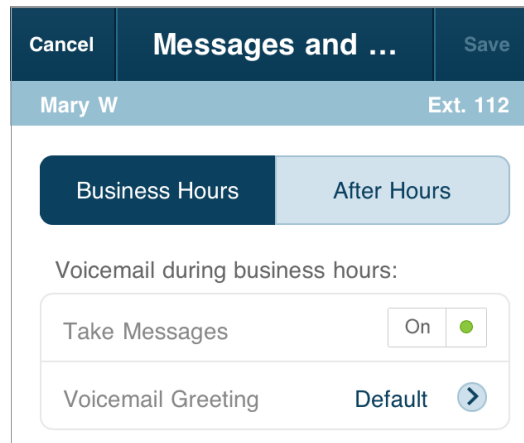 Cancel Messages and ... Save
Mary W Ext. 112
Business Hours After Hours
Voicemail during business hours:
Take Messages On
Voicemail Greeting Default